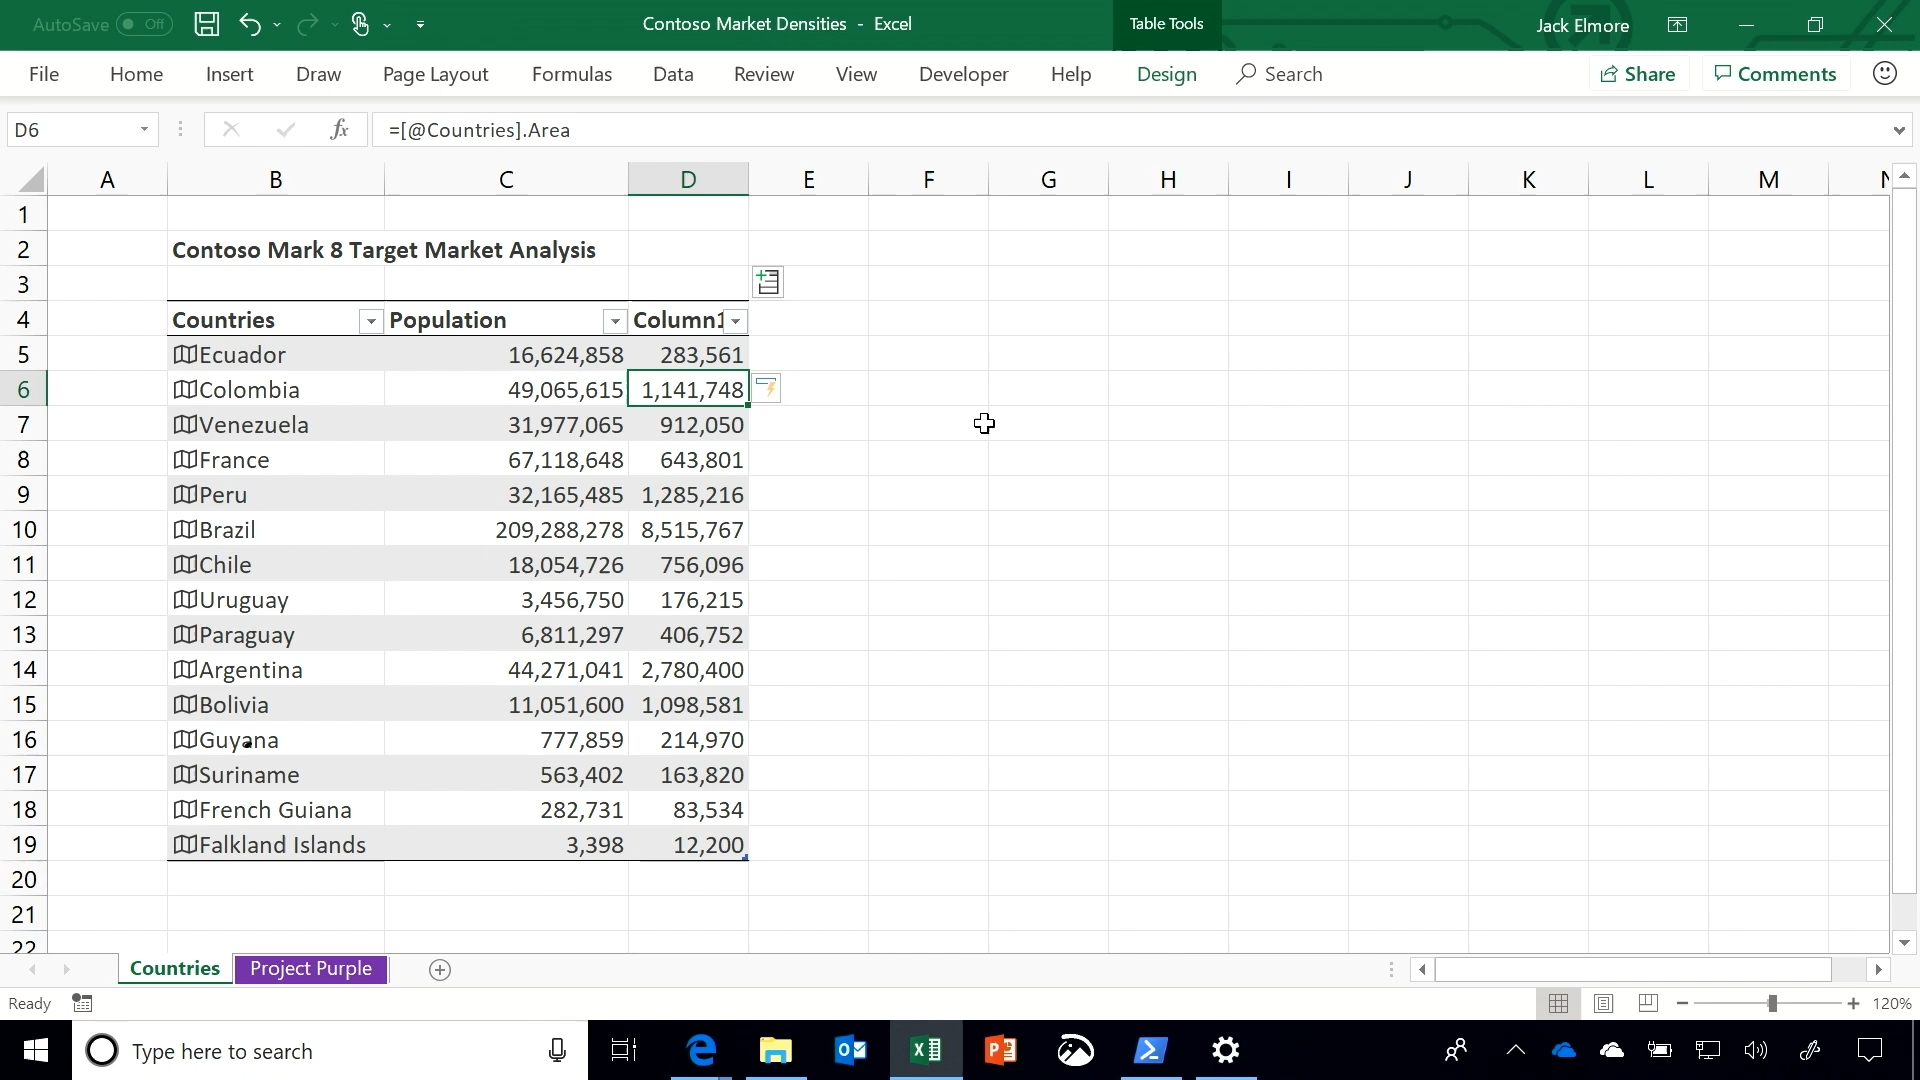 AutoSave Off
Contoso Market Densities - Excel
Table Tools
Jack Elmore
File Home Insert Draw Page Layout Formulas Data Review View Developer Help Design Search Share Comments
D6 fx =[@Countries].Area
A B C D E F G H I J K L M
1
2 Contoso Mark 8 Target Market Analysis
3
4 Countries Population Column1
5 Ecuador 16,624,858 283,561
6 Colombia 49,065,615 1,141,748
7 Venezuela 31,977,065 912,050
8 France 67,118,648 643,801
9 Peru 32,165,485 1,285,216
10 Brazil 209,288,278 8,515,767
11 Chile 18,054,726 756,096
12 Uruguay 3,456,750 176,215
13 Paraguay 6,811,297 406,752
14 Argentina 44,271,041 2,780,400
15 Bolivia 11,051,600 1,098,581
16 Guyana 777,859 214,970
17 Suriname 563,402 163,820
18 French Guiana 282,731 83,534
19 Falkland Islands 3,398 12,200
20
21
22
Countries Project Purple
Ready 120%
Type here to search